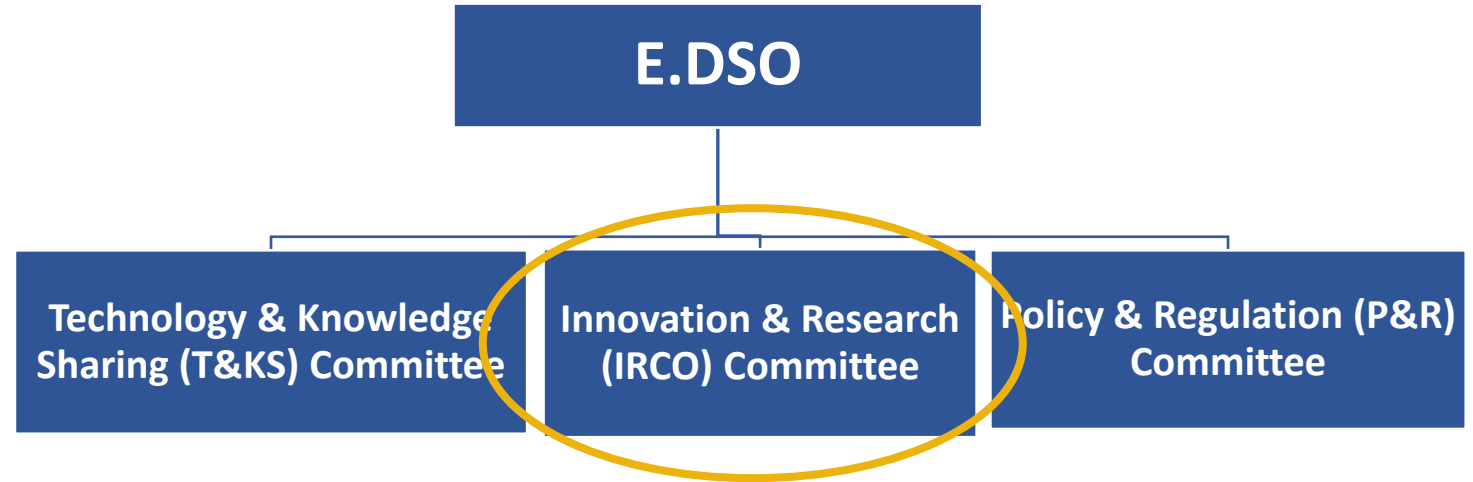 E.DSO
Technology & Knowledge
Sharing (T&KS) Committee
Innovation & Research
(IRCO) Committee
Policy & Regulation (P&R)
Committee